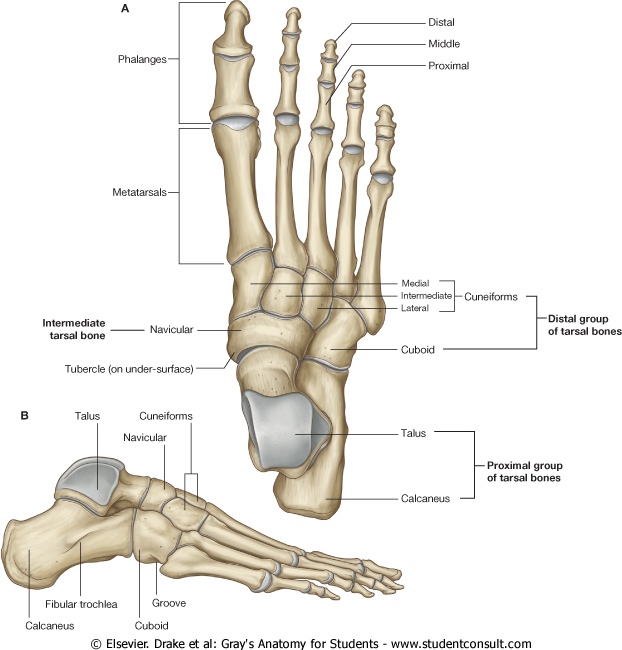 A
Distal
Middle
Proximal
Phalanges
Metatarsals
Medial
Intermediate
Lateral
Cuneiforms
Distal group
of tarsal bones
Intermediate
tarsal bone
Navicular
Cuboid
Tubercle (on under-surface)
B
Talus
Cuneiforms
Navicular
Talus
Proximal group
of tarsal bones
Calcaneus
Fibular trochlea
Groove
Calcaneus
Cuboid
© Elsevier. Drake et al: Gray's Anatomy for Students - www.studentconsult.com